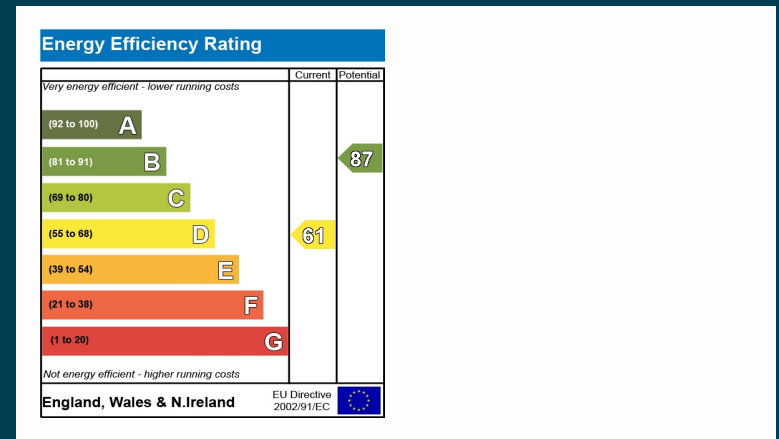 Energy Efficiency Rating
Current Potential
Very energy efficient - lower running costs
(92 to 100) A
(81 to 91) B
87
(69 to 80) C
(55 to 68) D
61
(39 to 54) E
(21 to 38) F
(1 to 20) G
Not energy efficient - higher running costs
England, Wales & N.Ireland
EU Directive
2002/91/EC